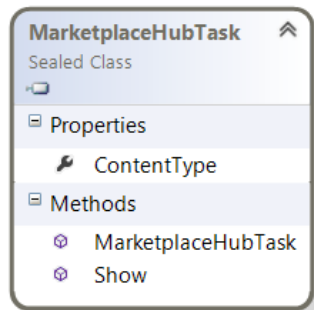 MarketplaceHubTask
Sealed Class
Properties
ContentType
Methods
MarketplaceHubTask
Show